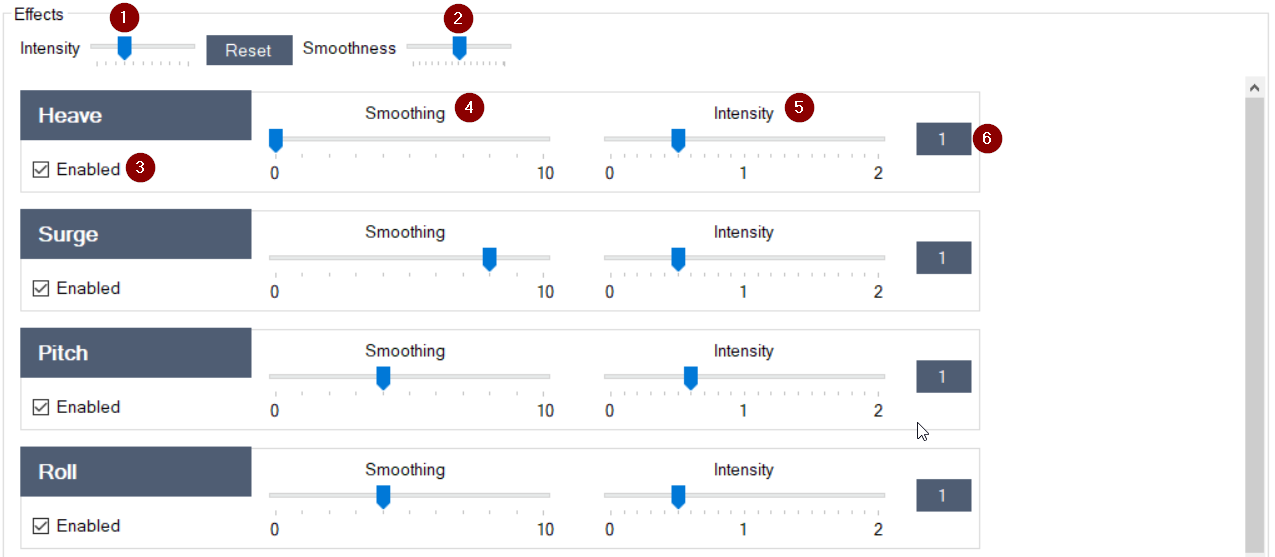 Effects
1 2
Intensity Reset Smoothness
Heave Smoothing 4 Intensity 5
1 6
Enabled 3 0 10 0 1 2
Surge Smoothing Intensity
1
Enabled 0 10 0 1 2
Pitch Smoothing Intensity
1
Enabled 0 10 0 1 2
Roll Smoothing Intensity
1
Enabled 0 10 0 1 2